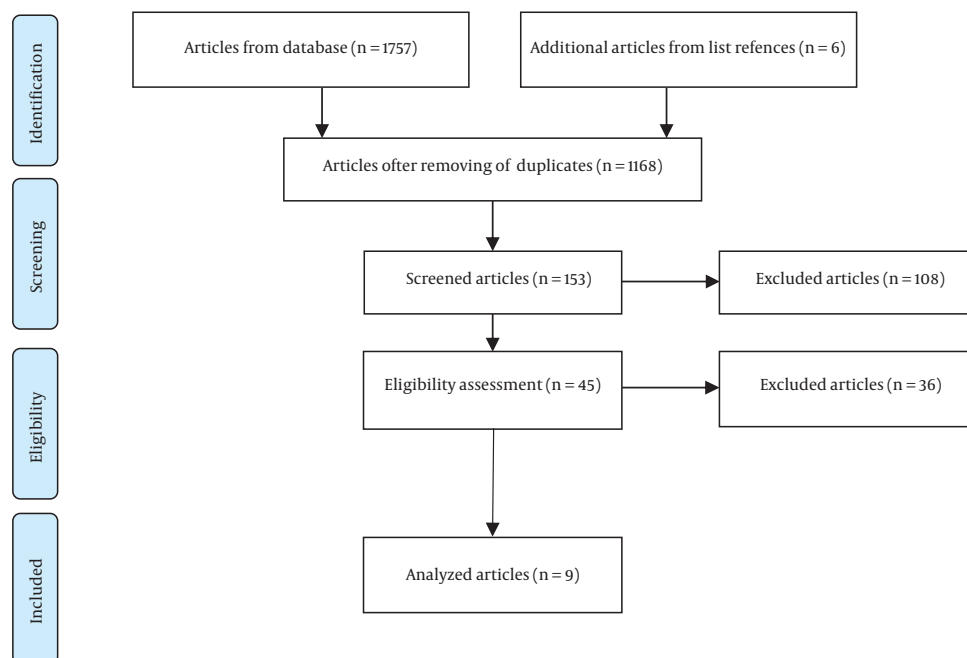 Identification
Articles from database (n = 1757)
Additional articles from list refences (n = 6)
Articles ofter removing of duplicates (n = 1168)
Screening
Screened articles (n = 153)
Excluded articles (n = 108)
Eligibility
Eligibility assessment (n = 45)
Excluded articles (n = 36)
Included
Analyzed articles (n = 9)